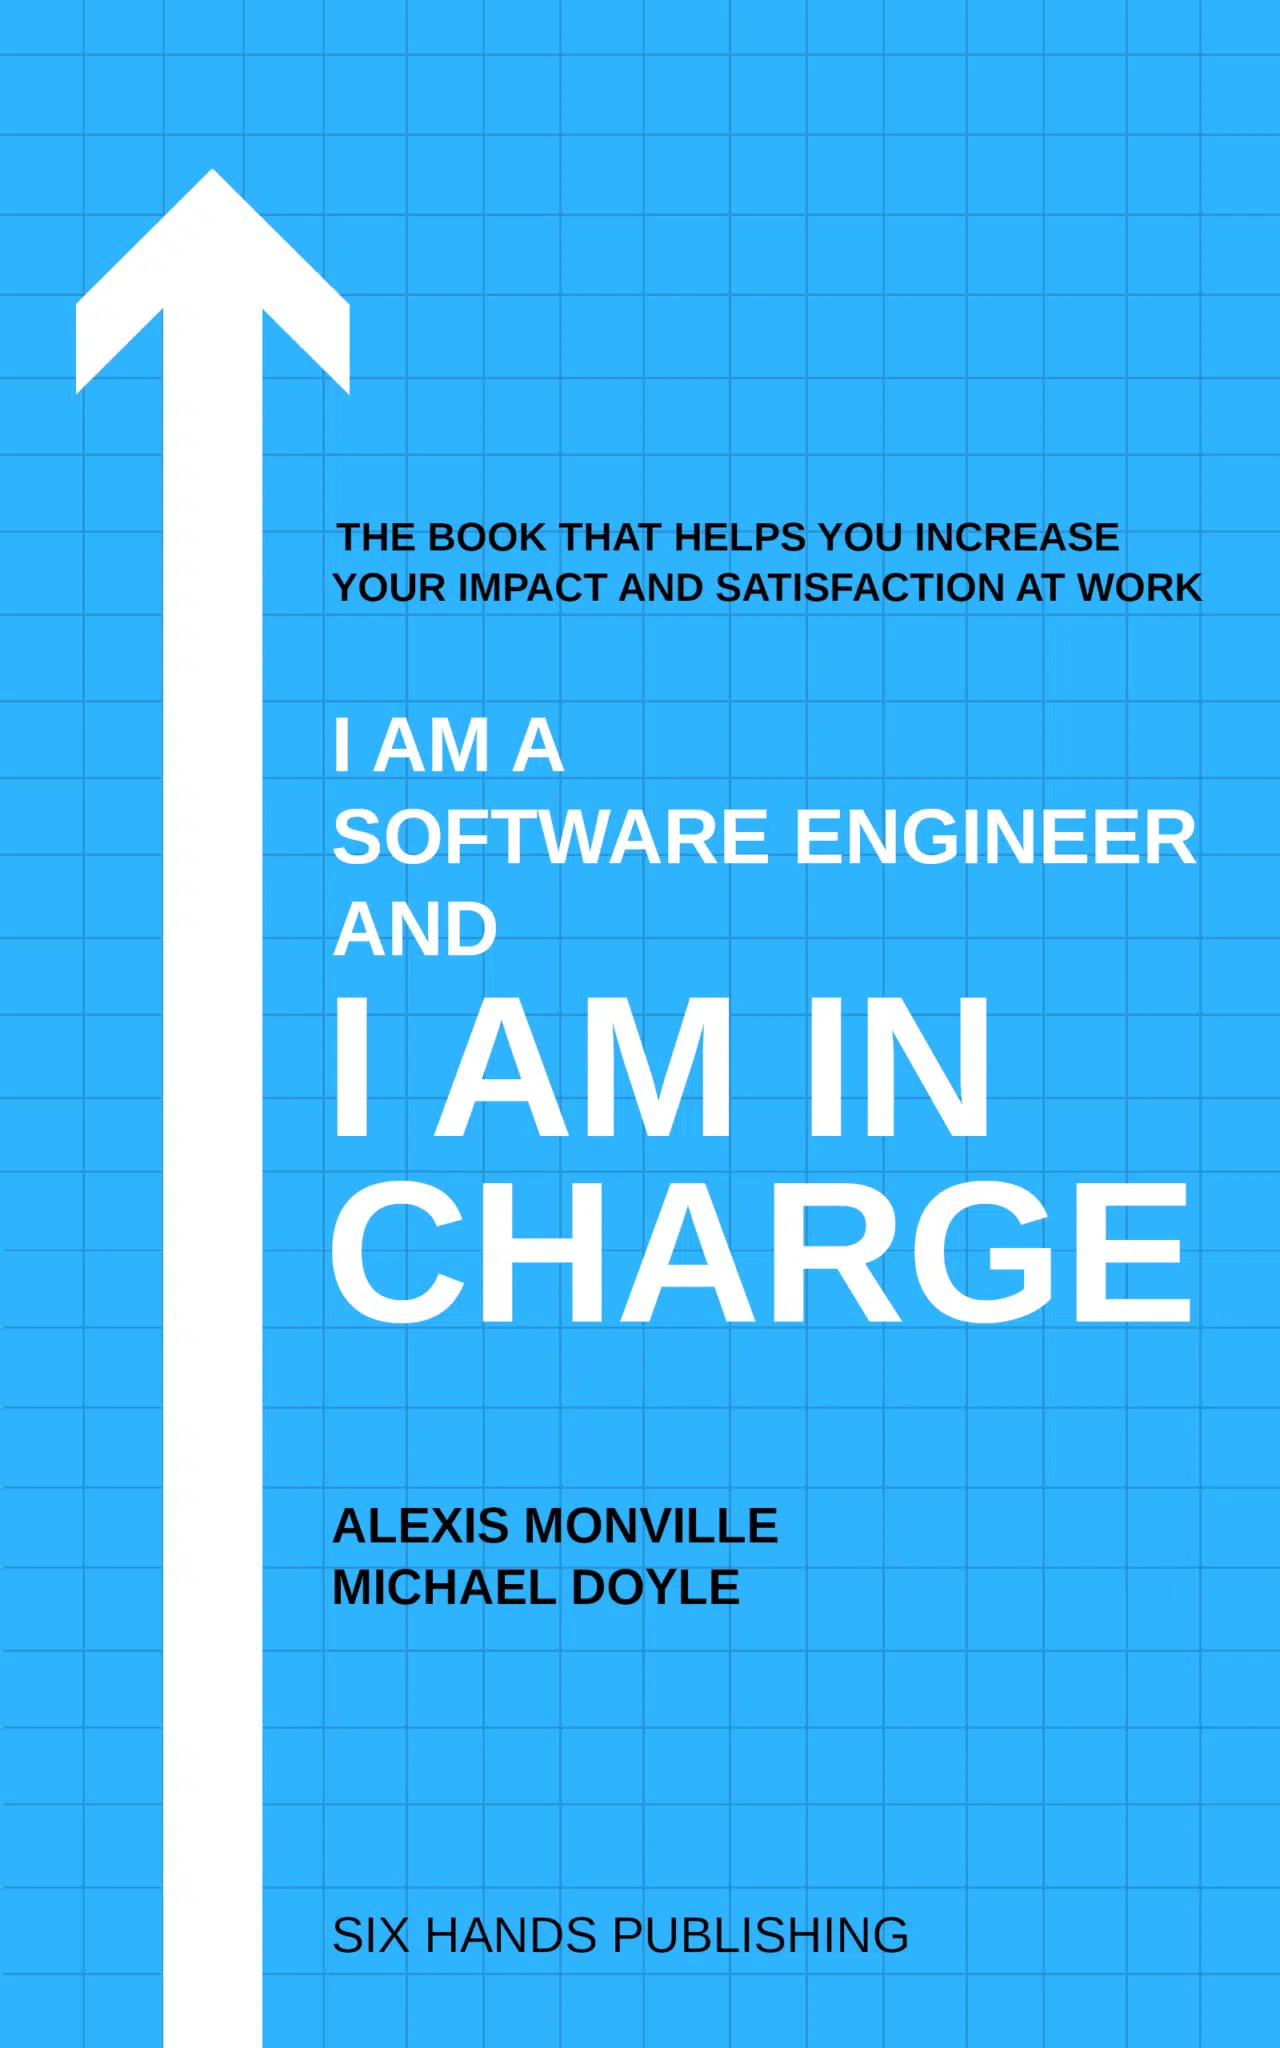 THE BOOK THAT HELPS YOU INCREASE
YOUR IMPACT AND SATISFACTION AT WORK
I AM A
SOFTWARE ENGINEER
AND
I AM IN
CHARGE
ALEXIS MONVILLE
MICHAEL DOYLE
SIX HANDS PUBLISHING